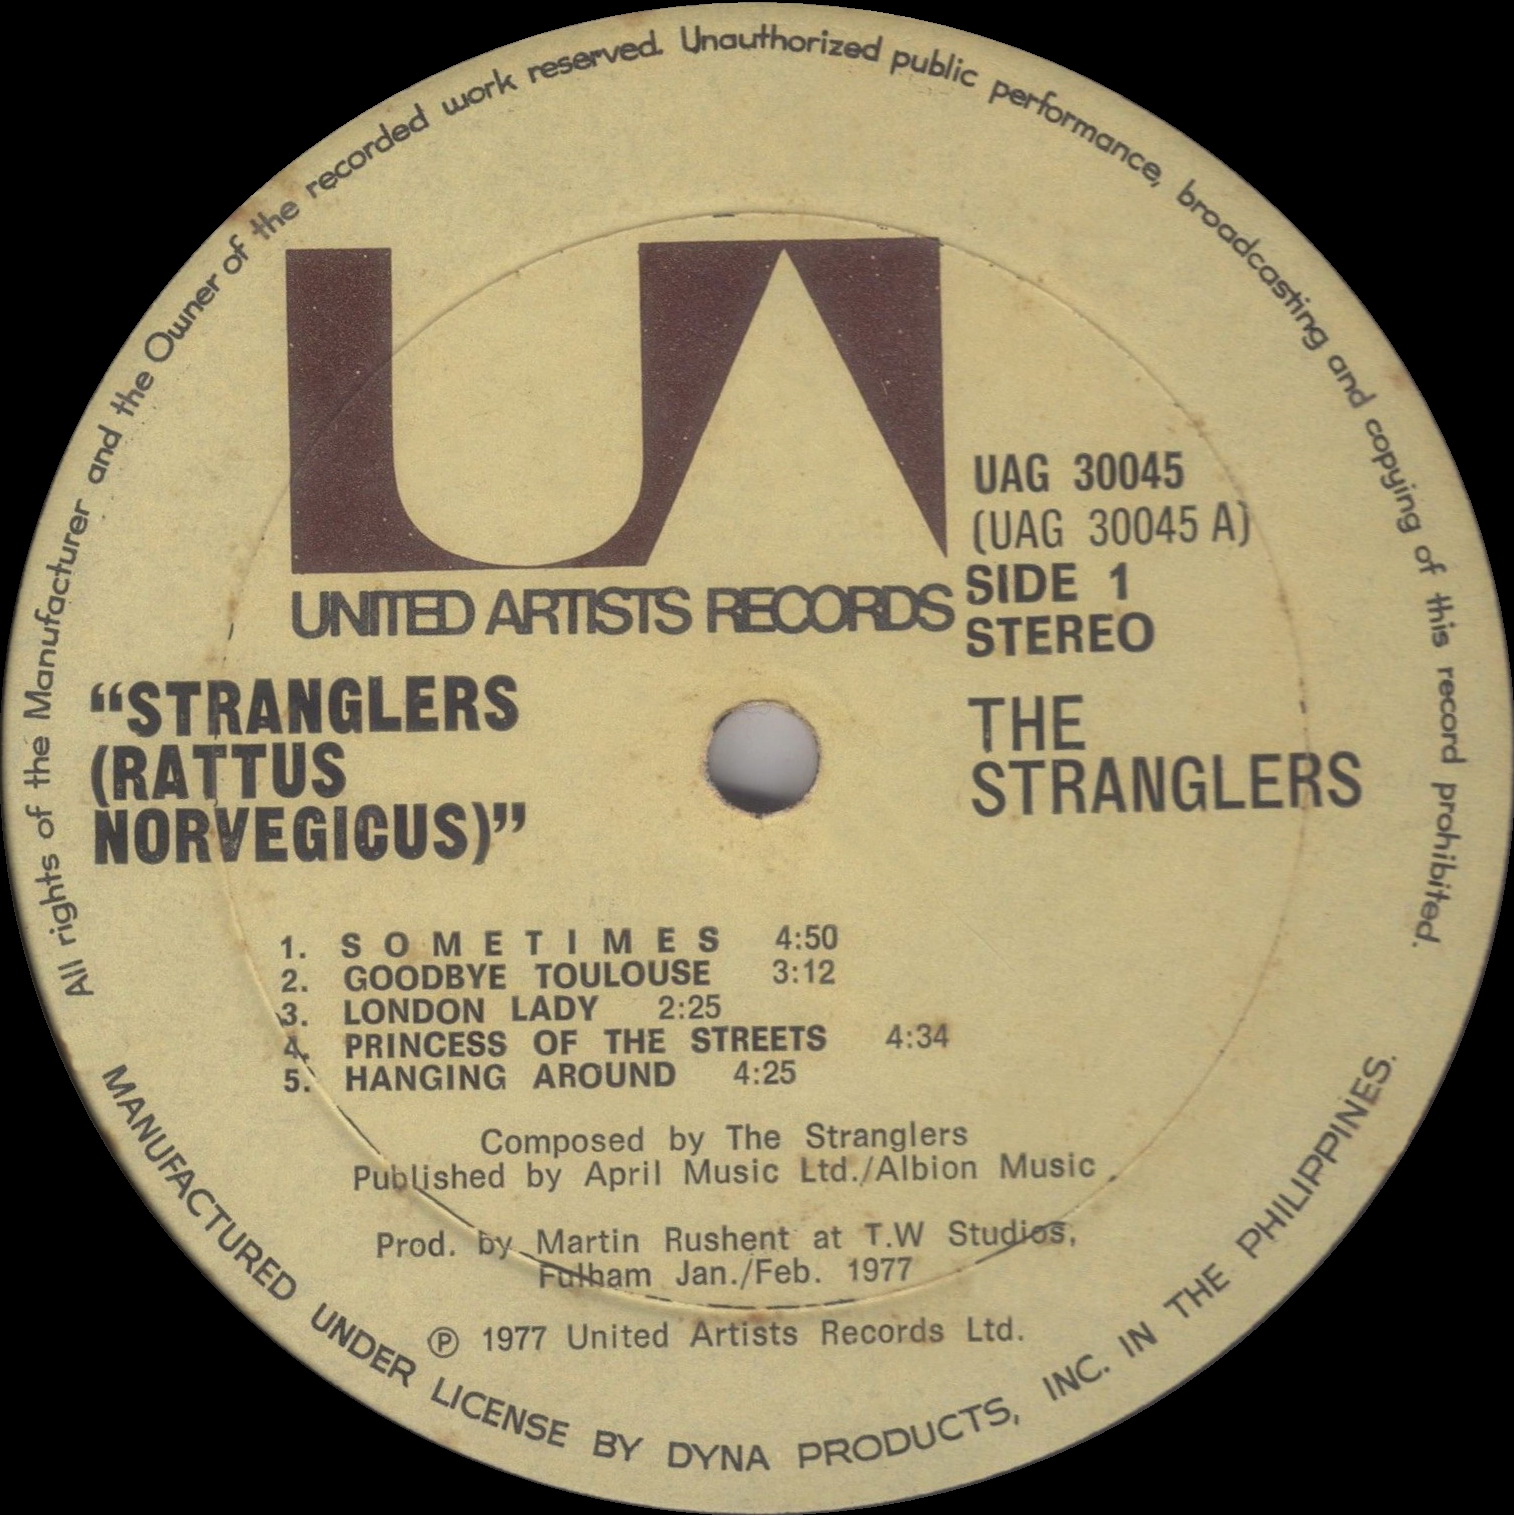 All rights of the Manufacturer and the Owner of the recorded work reserved. Unauthorized public performance, broadcasting and copying of this record prohibited.
UA
UNITED ARTISTS RECORDS
UAG 30045
(UAG 30045 A)
SIDE 1
STEREO
“STRANGLERS
(RATTUS
NORVEGICUS)”
THE
STRANGLERS
1. SOMETIMES 4:50
2. GOODBYE TOULOUSE 3:12
3. LONDON LADY 2:25
4. PRINCESS OF THE STREETS 4:34
5. HANGING AROUND 4:25
Composed by The Stranglers
Published by April Music Ltd./Albion Music
Prod. by Martin Rushent at T.W Studios,
Fulham Jan./Feb. 1977
℗ 1977 United Artists Records Ltd.
MANUFACTURED UNDER LICENSE BY DYNA PRODUCTS, INC. IN THE PHILIPPINES.